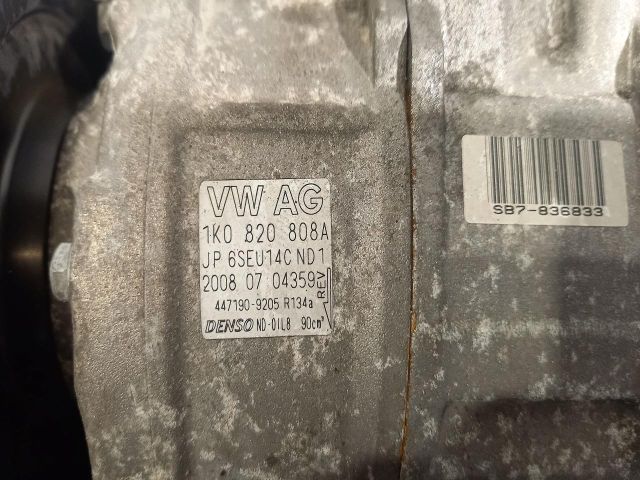 VW AG
1K0 820 808A
JP 6SEU14C ND1
2008 07 04359
REV
447190-9205 R134a
DENSO ND-OIL8 90cm³
SB7-836833